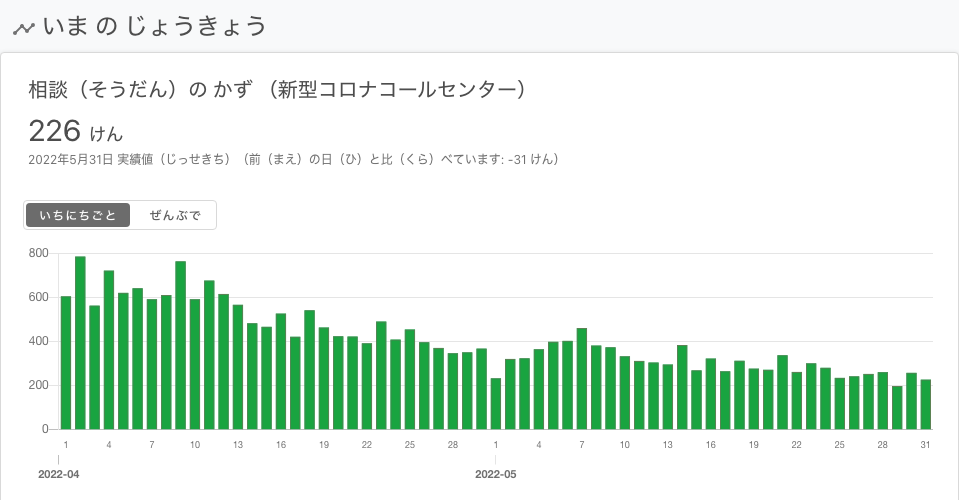 いま の じょうきょう
相談（そうだん）の かず （新型コロナコールセンター）
226 けん
2022年5月31日 実績値（じっせきち）（前（まえ）の日（ひ）と比（くら）べています: -31 けん）
いちにちごと ぜんぶで
800
600
400
200
0
1 4 7 10 13 16 19 22 25 28 1 4 7 10 13 16 19 22 25 28 31
2022-04 2022-05